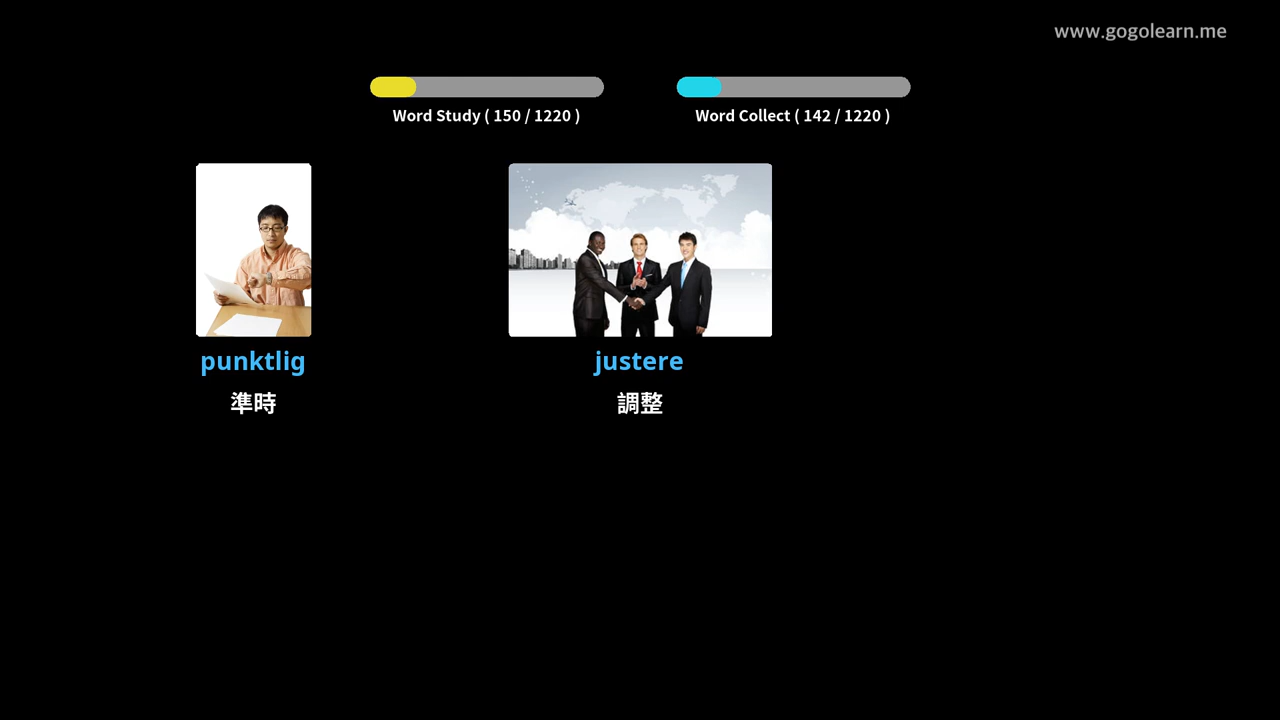 www.gogolearn.me
Word Study ( 150 / 1220 )
Word Collect ( 142 / 1220 )
punktlig
準時
justere
調整